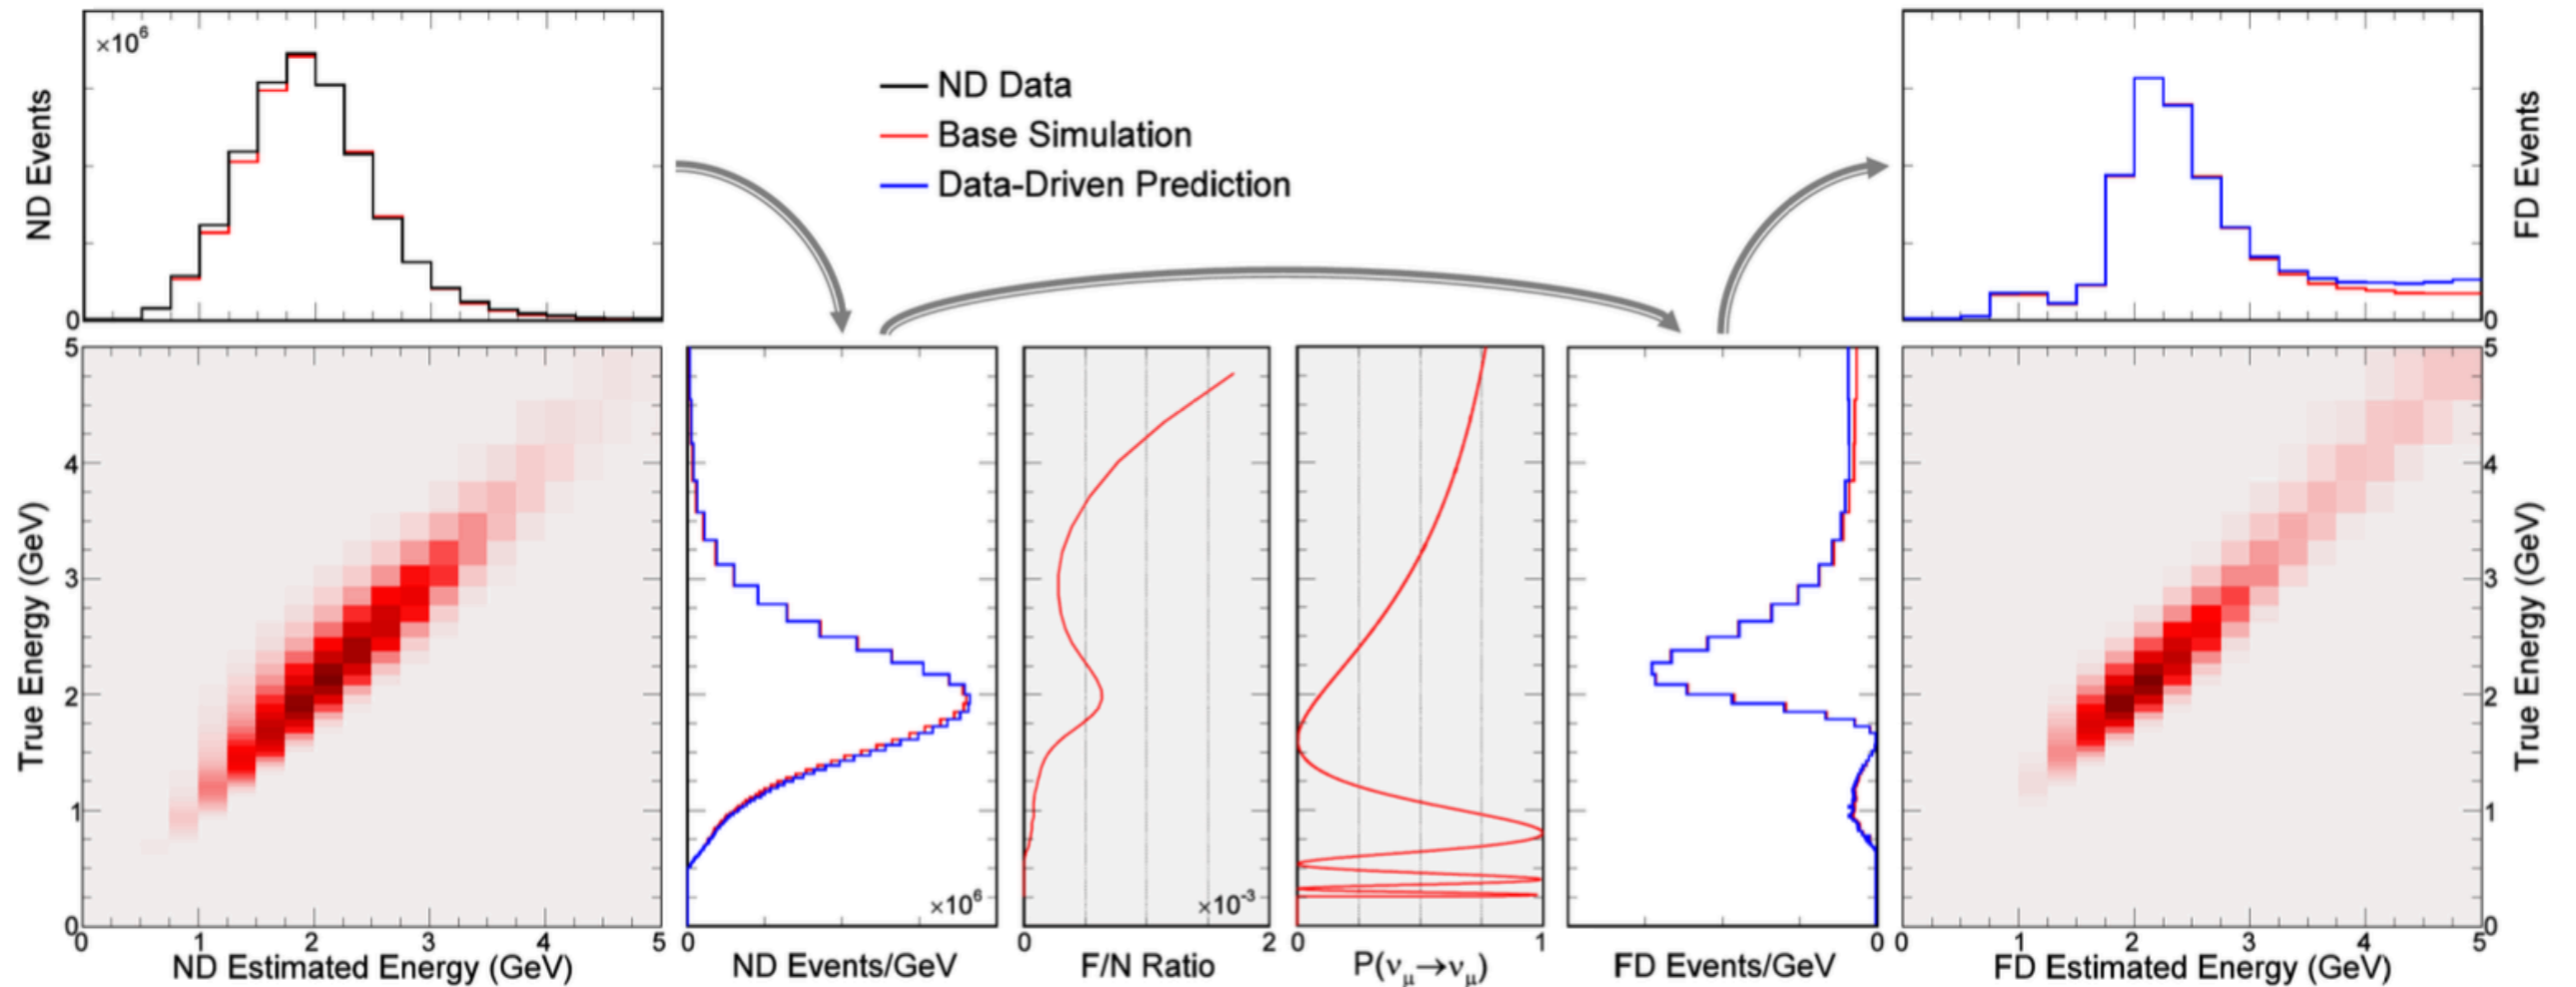 ×10⁶
ND Events
0
ND Data
Base Simulation
Data-Driven Prediction
FD Events
0
True Energy (GeV)
5
4
3
2
1
0
0 1 2 3 4 5
ND Estimated Energy (GeV)
×10⁶
0
ND Events/GeV
×10⁻³
0 2
F/N Ratio
0 1
P(νμ→νμ)
0
FD Events/GeV
0 1 2 3 4 5
FD Estimated Energy (GeV)
5
4
3
2
1
0
True Energy (GeV)